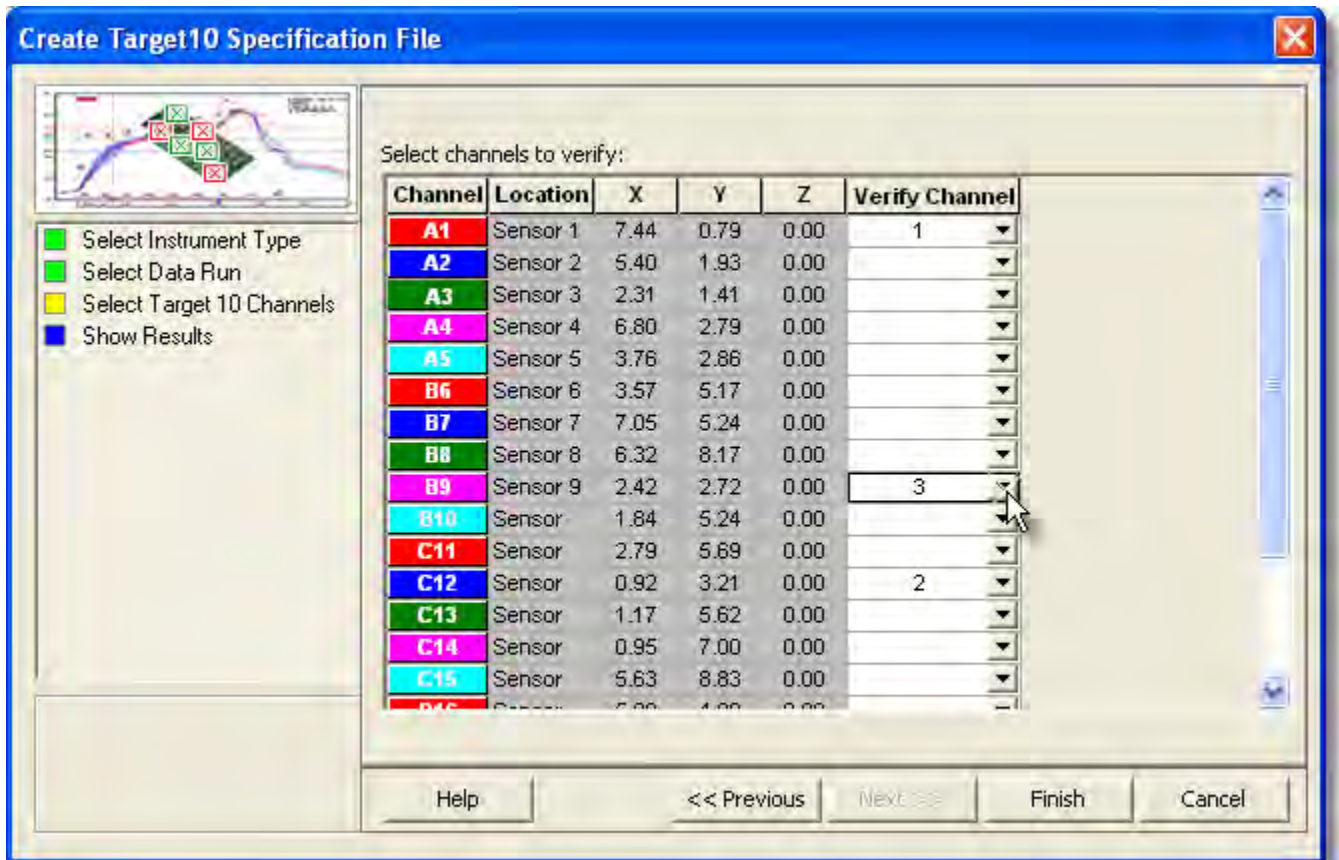 Create Target10 Specification File
Select Instrument Type
Select Data Run
Select Target 10 Channels
Show Results
Select channels to verify:
Channel Location X Y Z Verify Channel
A1 Sensor 1 7.44 0.79 0.00 1
A2 Sensor 2 5.40 1.93 0.00
A3 Sensor 3 2.31 1.41 0.00
A4 Sensor 4 6.80 2.79 0.00
A5 Sensor 5 3.76 2.86 0.00
B6 Sensor 6 3.57 5.17 0.00
B7 Sensor 7 7.05 5.24 0.00
B8 Sensor 8 6.32 8.17 0.00
B9 Sensor 9 2.42 2.72 0.00 3
B10 Sensor 1.84 5.24 0.00
C11 Sensor 2.79 5.69 0.00
C12 Sensor 0.92 3.21 0.00 2
C13 Sensor 1.17 5.62 0.00
C14 Sensor 0.95 7.00 0.00
C15 Sensor 5.63 8.83 0.00
Help << Previous Next >> Finish Cancel